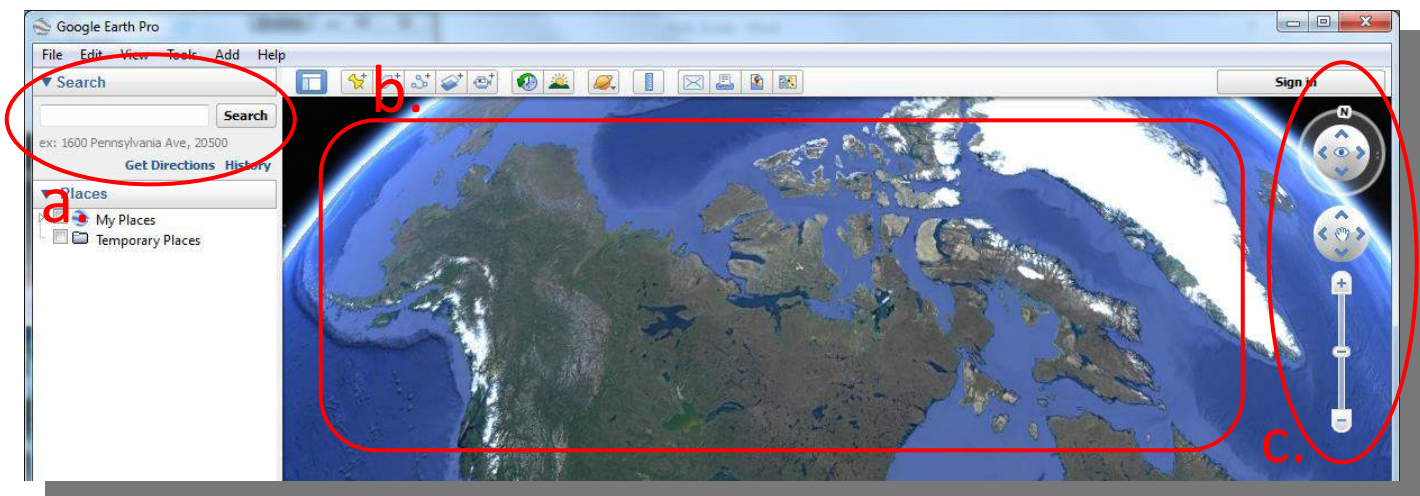 Google Earth Pro
File Edit View Tools Add Help
Search
Sign in
Search
ex: 1600 Pennsylvania Ave, 20500
Get Directions History
Places
My Places
Temporary Places
a.
b.
c.
N